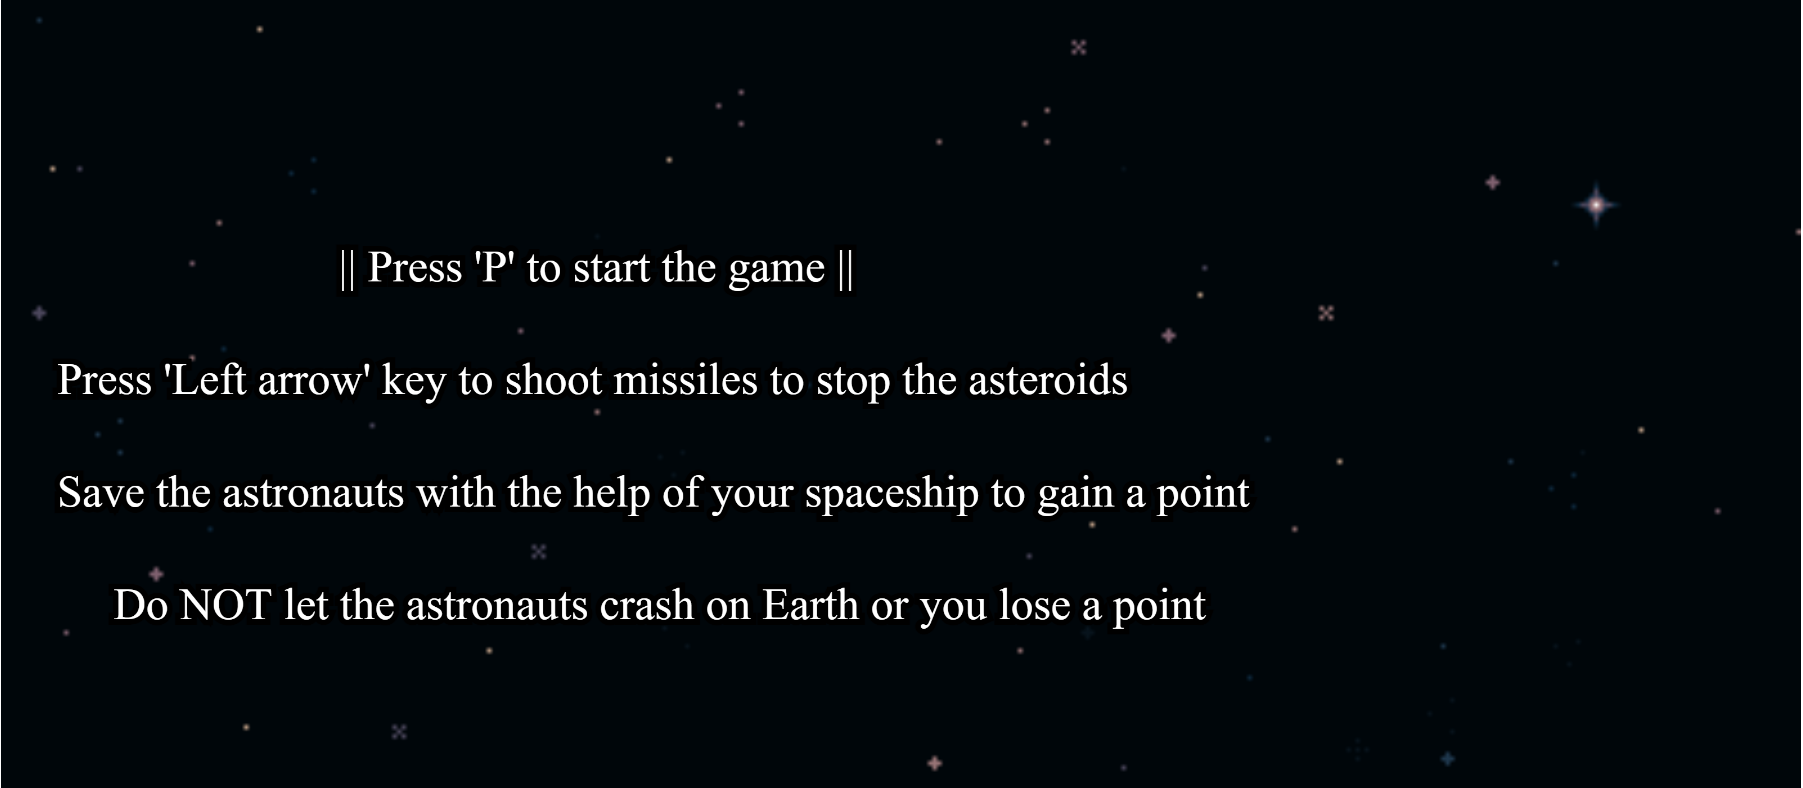 || Press 'P' to start the game ||
Press 'Left arrow' key to shoot missiles to stop the asteroids
Save the astronauts with the help of your spaceship to gain a point
Do NOT let the astronauts crash on Earth or you lose a point